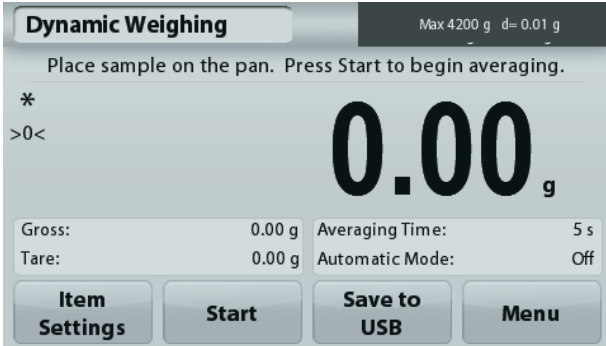 Dynamic Weighing
Max 4200 g d= 0.01 g
Place sample on the pan. Press Start to begin averaging.
*
>0<
0.00 g
Gross: 0.00 g
Tare: 0.00 g
Averaging Time: 5 s
Automatic Mode: Off
Item Settings
Start
Save to USB
Menu